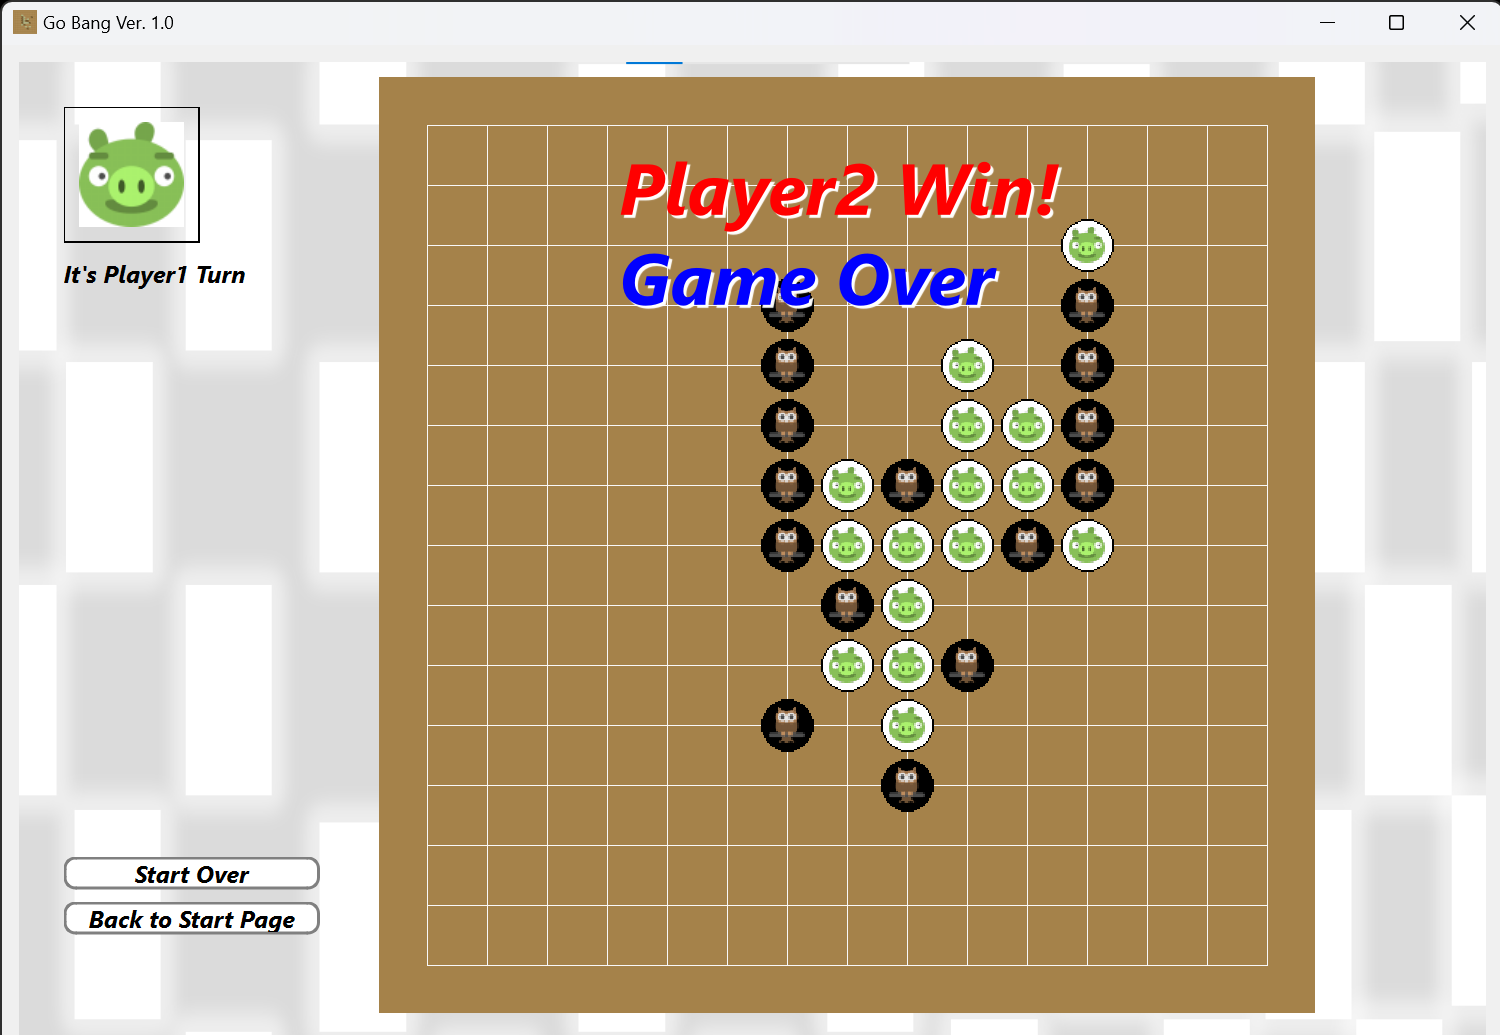 Go Bang Ver. 1.0
Player2 Win!
Game Over
It's Player1 Turn
Start Over
Back to Start Page